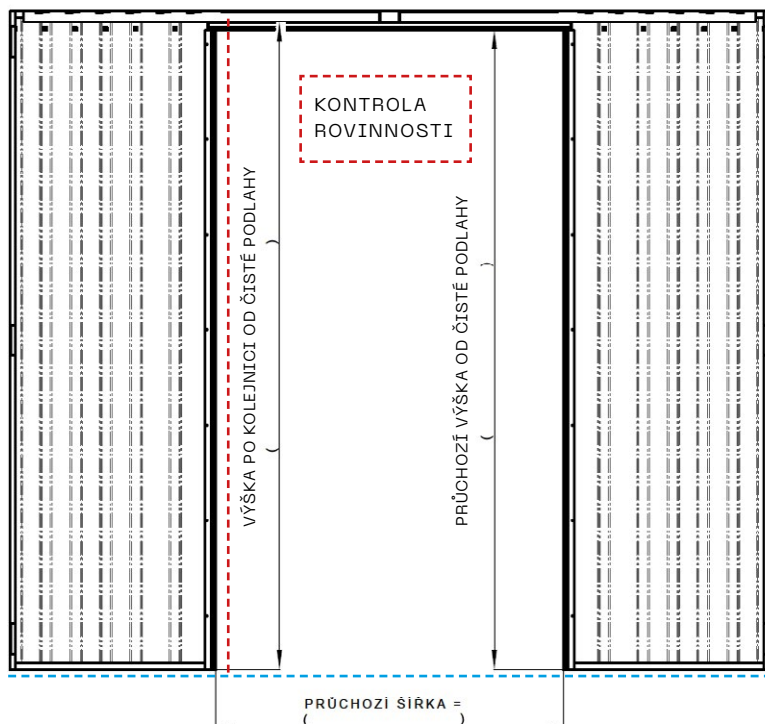 KONTROLA
ROVINNOSTI
VÝŠKA PO KOLEJNICI OD ČISTÉ PODLAHY
( )
PRŮCHOZÍ VÝŠKA OD ČISTÉ PODLAHY
( )
PRŮCHOZÍ ŠÍŘKA =
( )